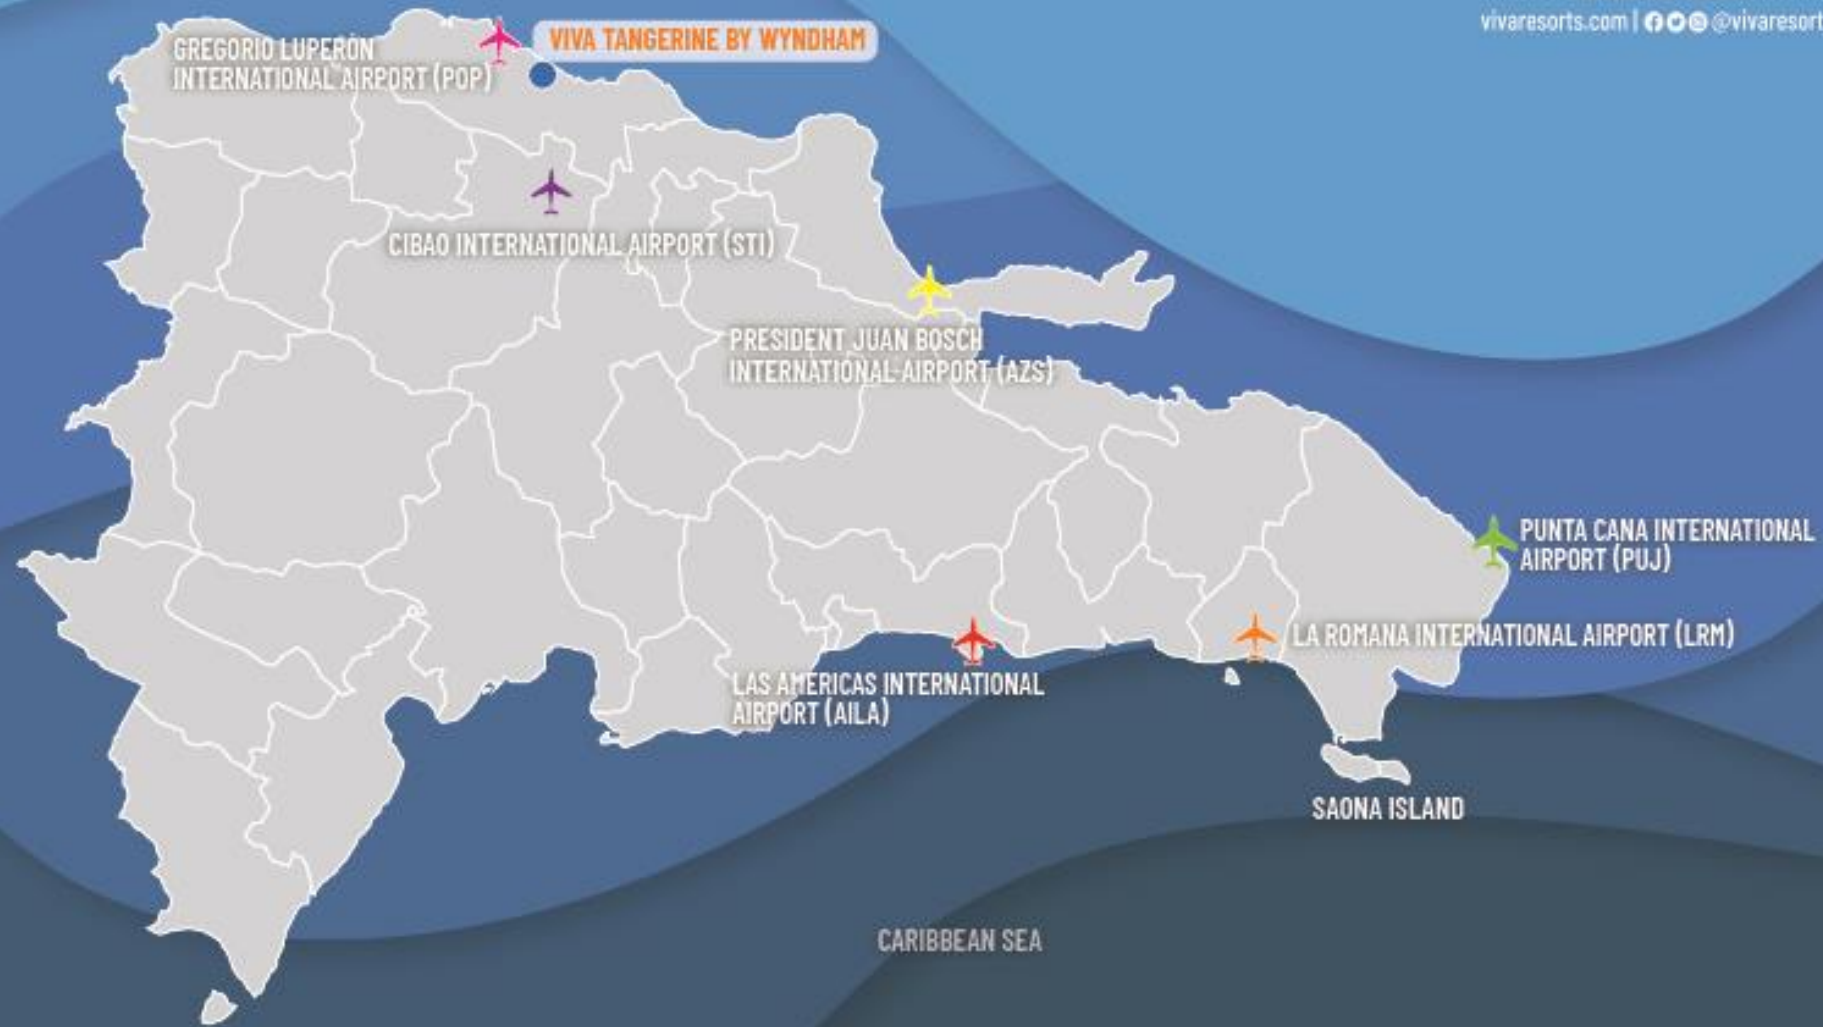 vivaresorts.com | @vivaresort
GREGORIO LUPERÓN
INTERNATIONAL AIRPORT (POP)
VIVA TANGERINE BY WYNDHAM
CIBAO INTERNATIONAL AIRPORT (STI)
PRESIDENT JUAN BOSCH
INTERNATIONAL AIRPORT (AZS)
PUNTA CANA INTERNATIONAL
AIRPORT (PUJ)
LA ROMANA INTERNATIONAL AIRPORT (LRM)
LAS AMERICAS INTERNATIONAL
AIRPORT (AILA)
SAONA ISLAND
CARIBBEAN SEA